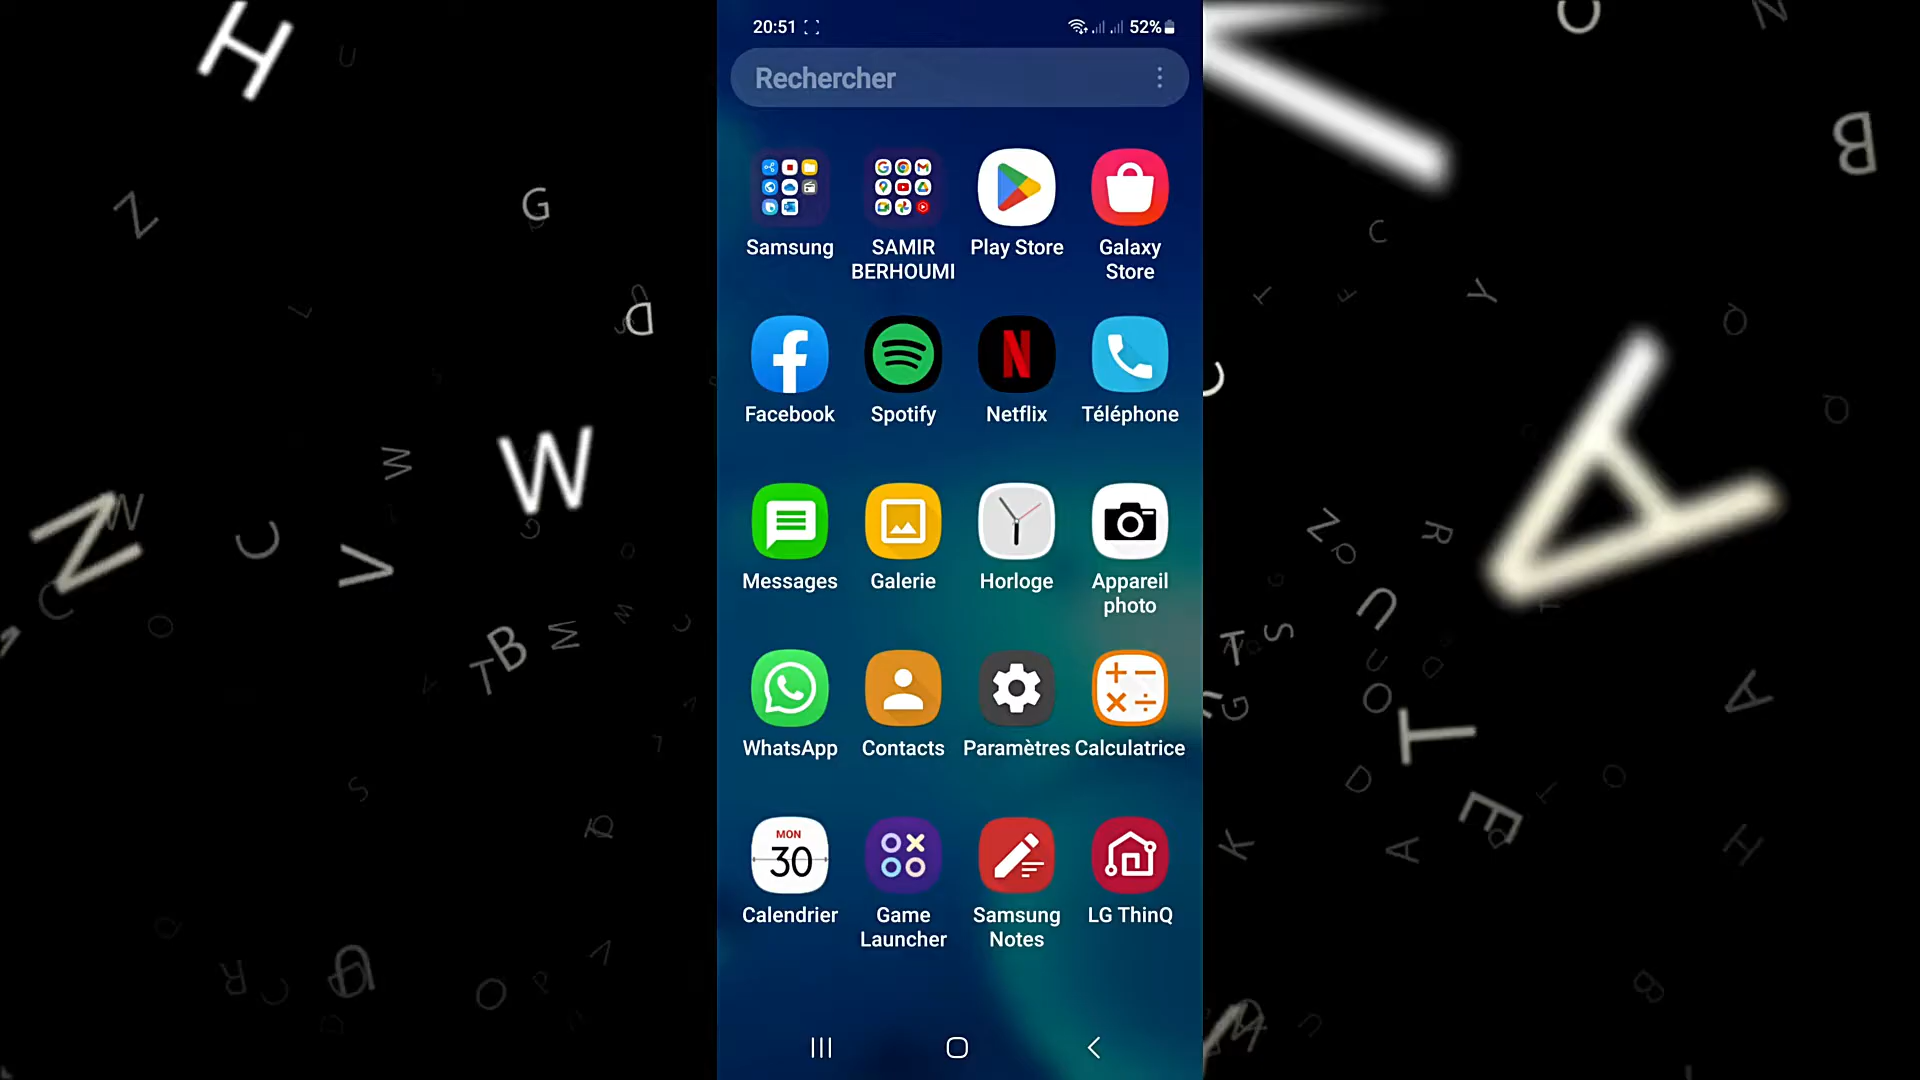 20:51 52%
Rechercher
Samsung SAMIR BERHOUMI Play Store Galaxy Store
Facebook Spotify Netflix Téléphone
Messages Galerie Horloge Appareil photo
WhatsApp Contacts Paramètres Calculatrice
MON
30
Calendrier Game Launcher Samsung Notes LG ThinQ
H
G
B
W
N
A
T
E